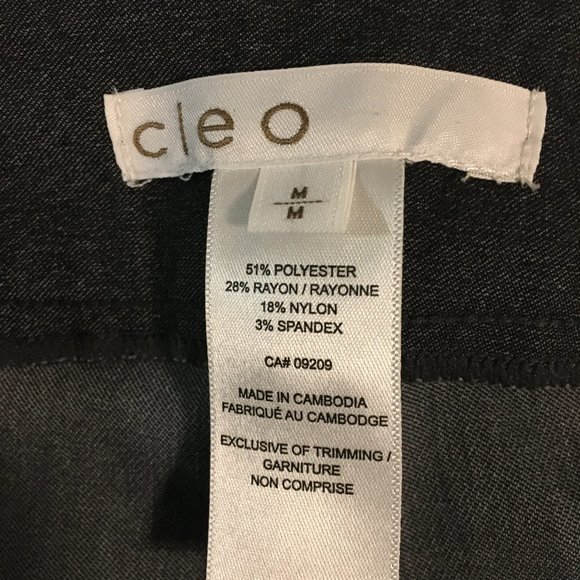 cleo
M
M
51% POLYESTER
28% RAYON / RAYONNE
18% NYLON
3% SPANDEX
CA# 09209
MADE IN CAMBODIA
FABRIQUÉ AU CAMBODGE
EXCLUSIVE OF TRIMMING /
GARNITURE
NON COMPRISE